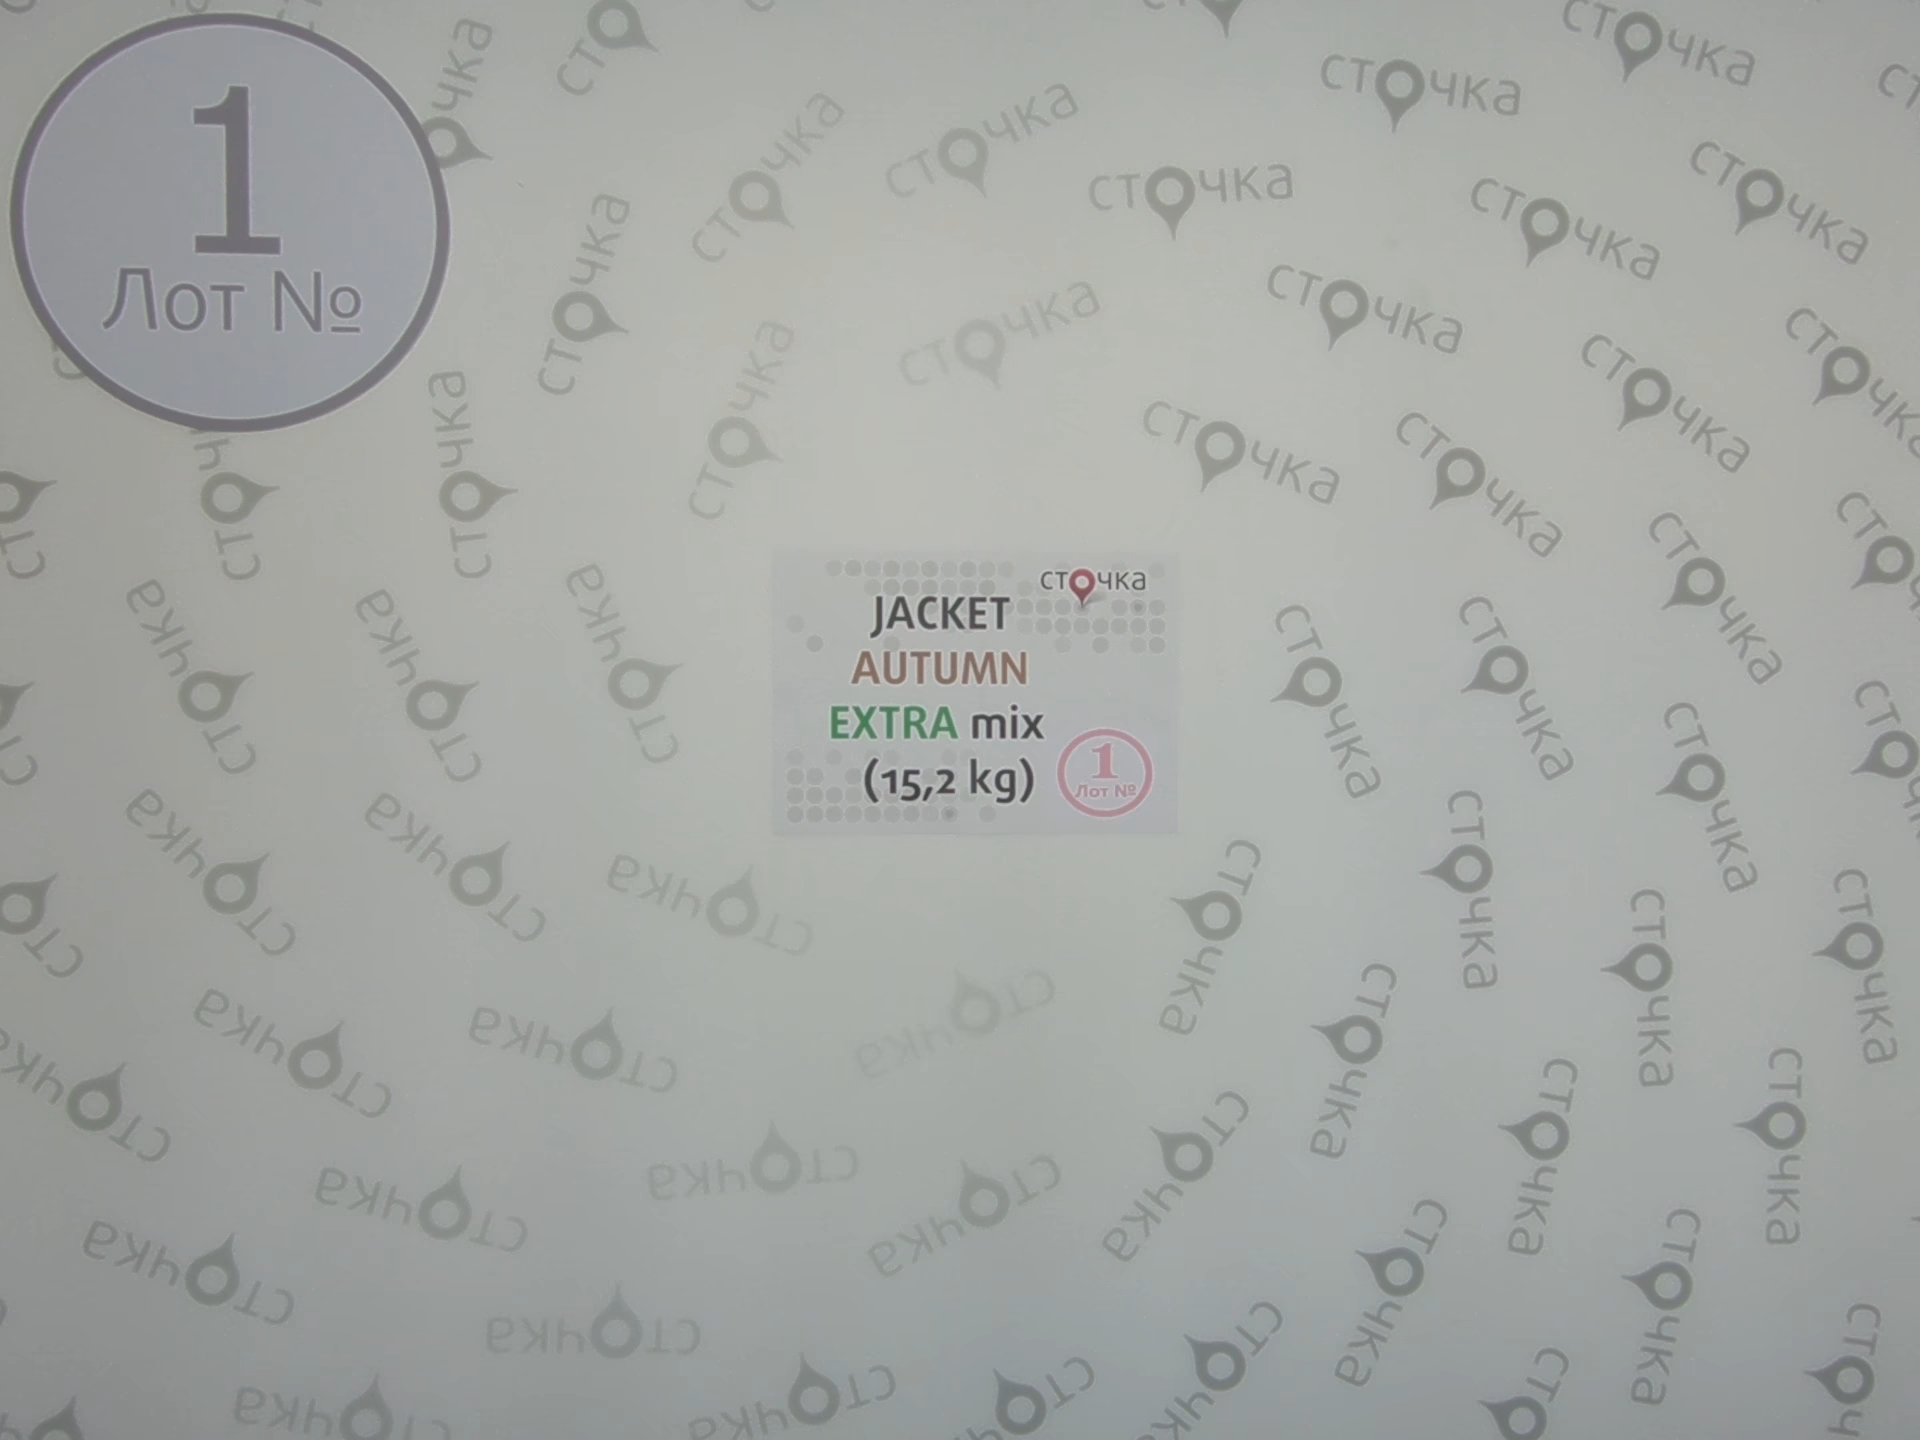 1
Лот №
сточка
JACKET
AUTUMN
EXTRA mix
(15,2 kg)
1
Лот №